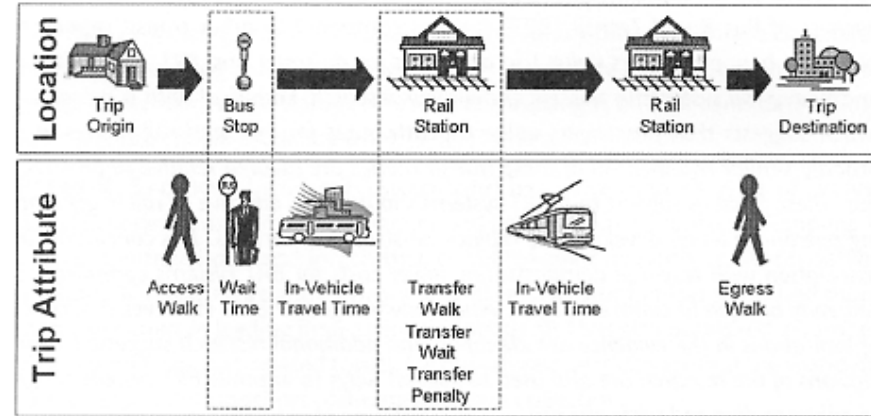 Location
Trip
Origin
Bus
Stop
Rail
Station
Rail
Station
Trip
Destination
Trip Attribute
Access
Walk
Wait
Time
In-Vehicle
Travel Time
Transfer
Walk
Transfer
Wait
Transfer
Penalty
In-Vehicle
Travel Time
Egress
Walk